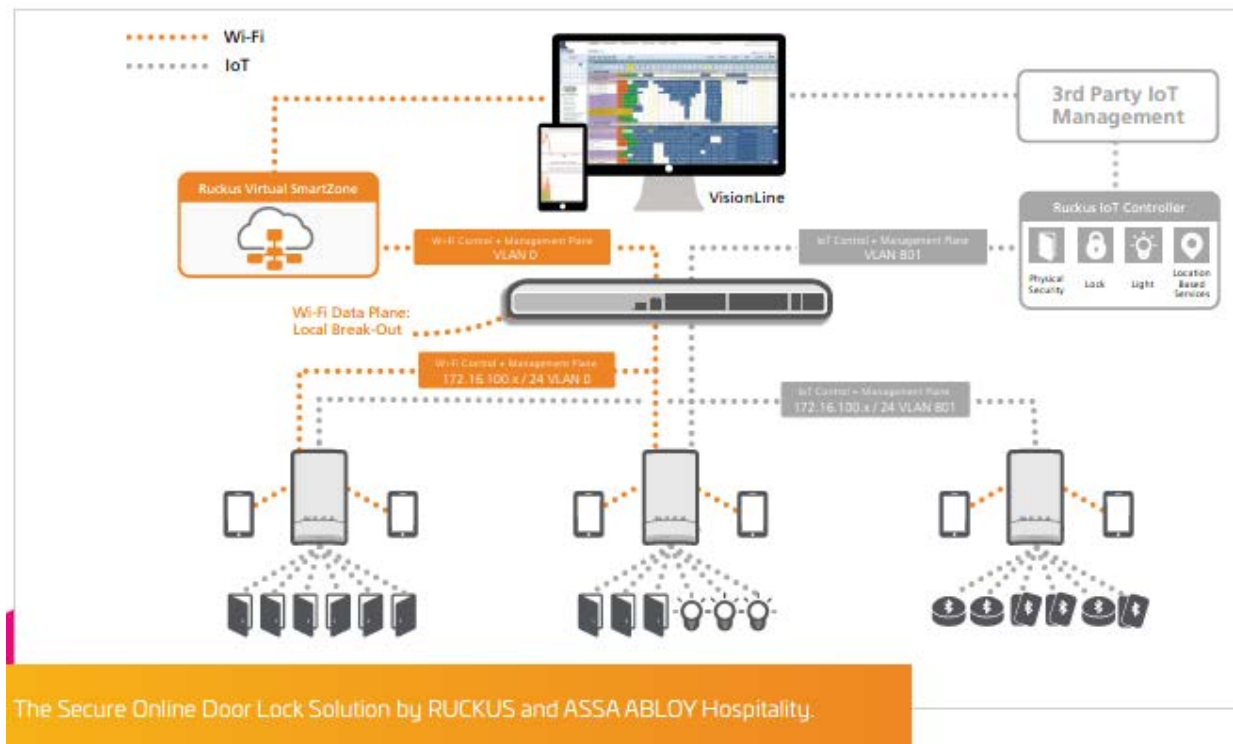 Wi-Fi
IoT
3rd Party IoT
Management
Ruckus Virtual SmartZone
VisionLine
Ruckus IoT Controller
Physical
Security
Lock
Light
Location
Based
Services
Wi-Fi Control + Management Plane
VLAN 0
IoT Control + Management Plane
VLAN 801
Wi-Fi Data Plane:
Local Break-Out
Wi-Fi Control + Management Plane
172.16.100.x / 24 VLAN 0
IoT Control + Management Plane
172.16.100.x / 24 VLAN 801
The Secure Online Door Lock Solution by RUCKUS and ASSA ABLOY Hospitality.